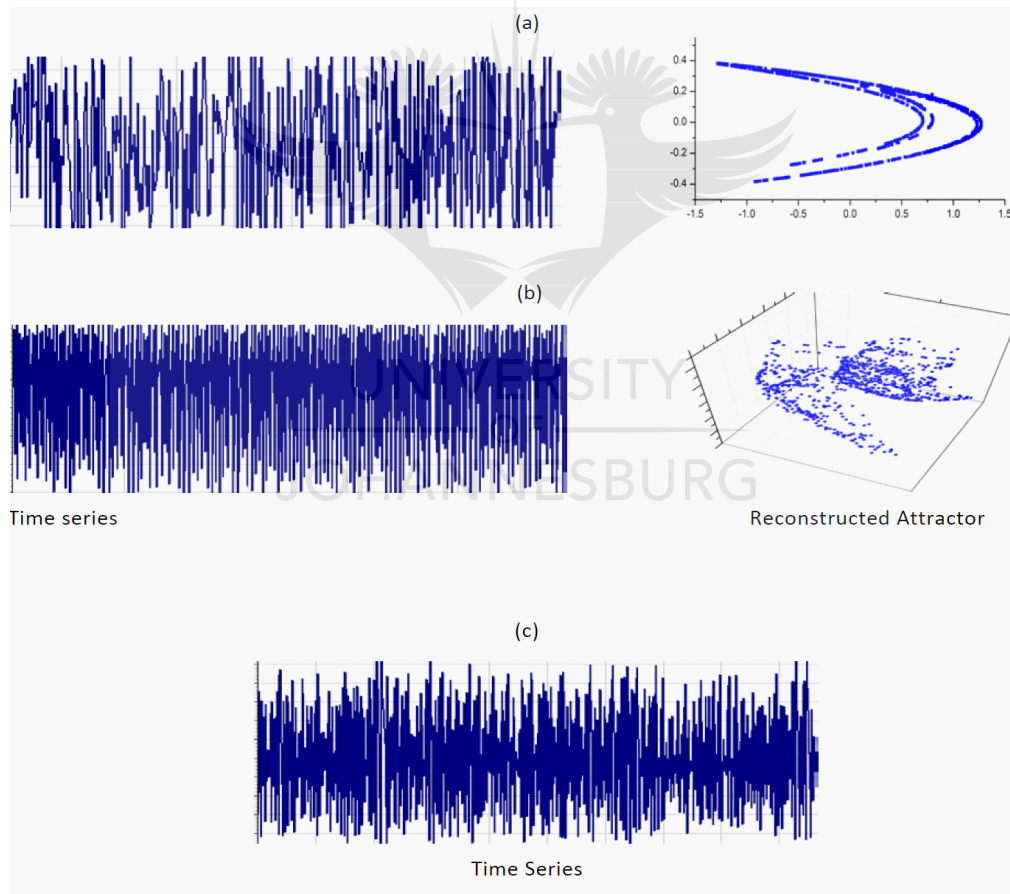 (a)
0.4
0.2
0.0
-0.2
-0.4
-1.5 -1.0 -0.5 0.0 0.5 1.0 1.5
(b)
UNIVERSITY
OF
JOHANNESBURG
Time series Reconstructed Attractor
(c)
Time Series